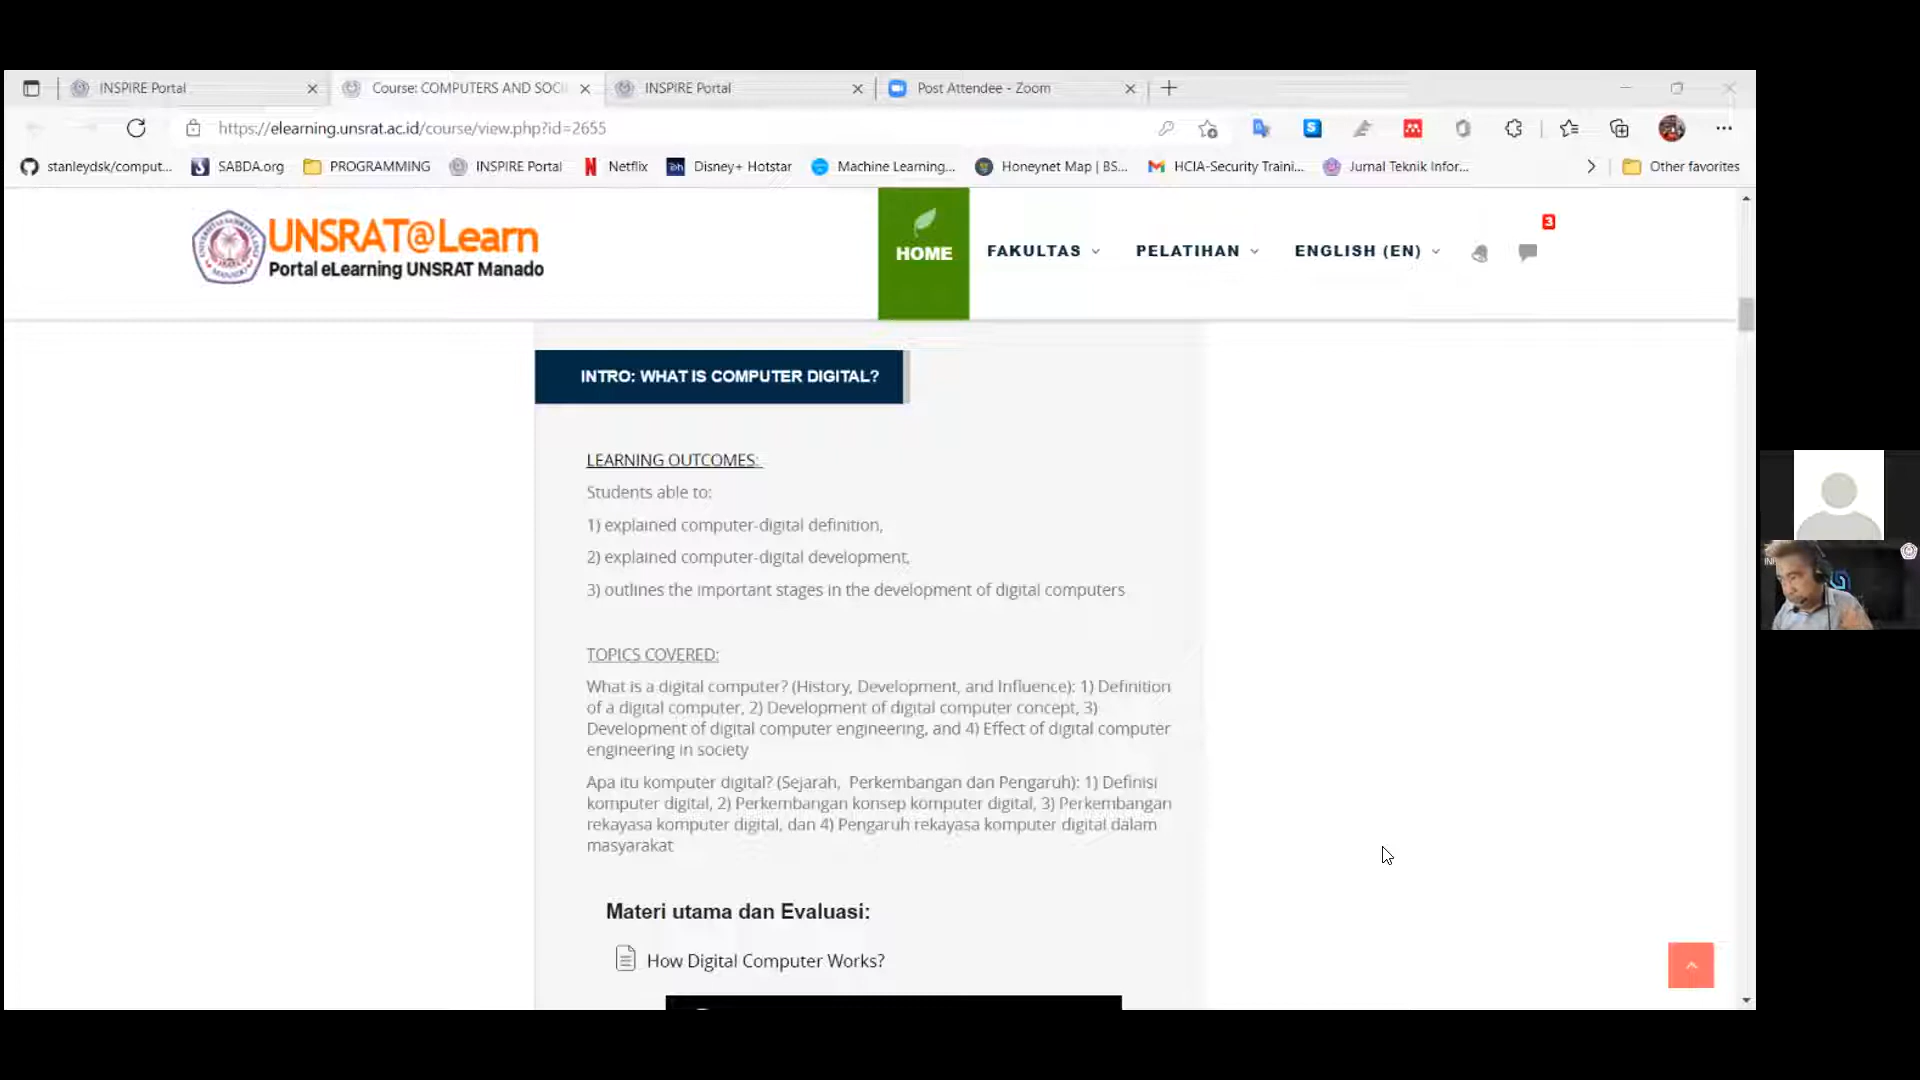 INSPIRE Portal
Course: COMPUTERS AND SOCI
INSPIRE Portal
Post Attendee - Zoom
https://elearning.unsrat.ac.id/course/view.php?id=2655
stanleydsk/comput...
SABDA.org
PROGRAMMING
INSPIRE Portal
Netflix
Disney+ Hotstar
Machine Learning...
Honeynet Map | BS...
HCIA-Security Traini...
Jurnal Teknik Infor...
Other favorites
UNSRAT@Learn
Portal eLearning UNSRAT Manado
HOME
FAKULTAS
PELATIHAN
ENGLISH (EN)
3
INTRO: WHAT IS COMPUTER DIGITAL?
LEARNING OUTCOMES:
Students able to:
1) explained computer-digital definition,
2) explained computer-digital development,
3) outlines the important stages in the development of digital computers
TOPICS COVERED:
What is a digital computer? (History, Development, and Influence): 1) Definition
of a digital computer, 2) Development of digital computer concept, 3)
Development of digital computer engineering, and 4) Effect of digital computer
engineering in society
Apa itu komputer digital? (Sejarah, Perkembangan dan Pengaruh): 1) Definisi
komputer digital, 2) Perkembangan konsep komputer digital, 3) Perkembangan
rekayasa komputer digital, dan 4) Pengaruh rekayasa komputer digital dalam
masyarakat
Materi utama dan Evaluasi:
How Digital Computer Works?